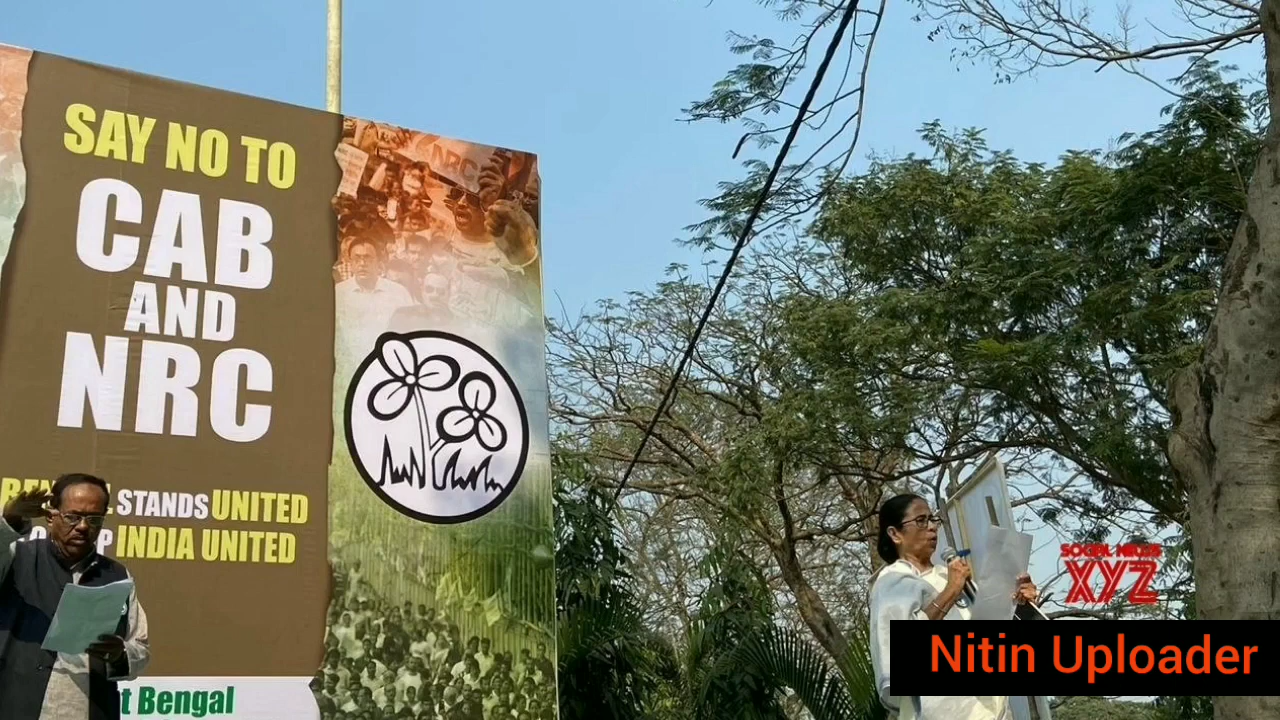 SAY NO TO
CAB
AND
NRC
STANDS UNITED
INDIA UNITED
Bengal
NRC
SOCIAL NEWS
XYZ
Nitin Uploader